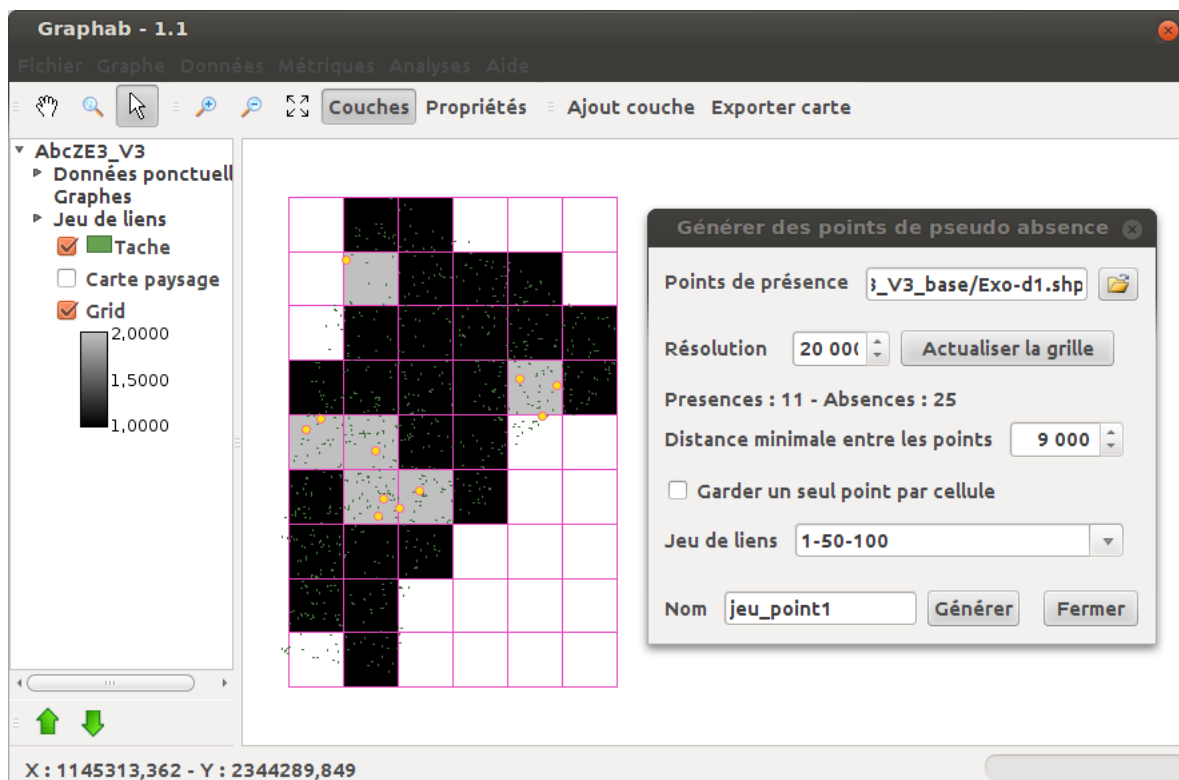 Graphab - 1.1
Fichier Graphe Données Métriques Analyses Aide
Couches Propriétés Ajout couche Exporter carte
AbcZE3_V3
Données ponctuell
Graphes
Jeu de liens
Tache
Carte paysage
Grid
2,0000
1,5000
1,0000
Générer des points de pseudo absence
Points de présence 3_V3_base/Exo-d1.shp
Résolution 20 000 Actualiser la grille
Presences : 11 - Absences : 25
Distance minimale entre les points 9 000
Garder un seul point par cellule
Jeu de liens 1-50-100
Nom jeu_point1 Générer Fermer
X : 1145313,362 - Y : 2344289,849